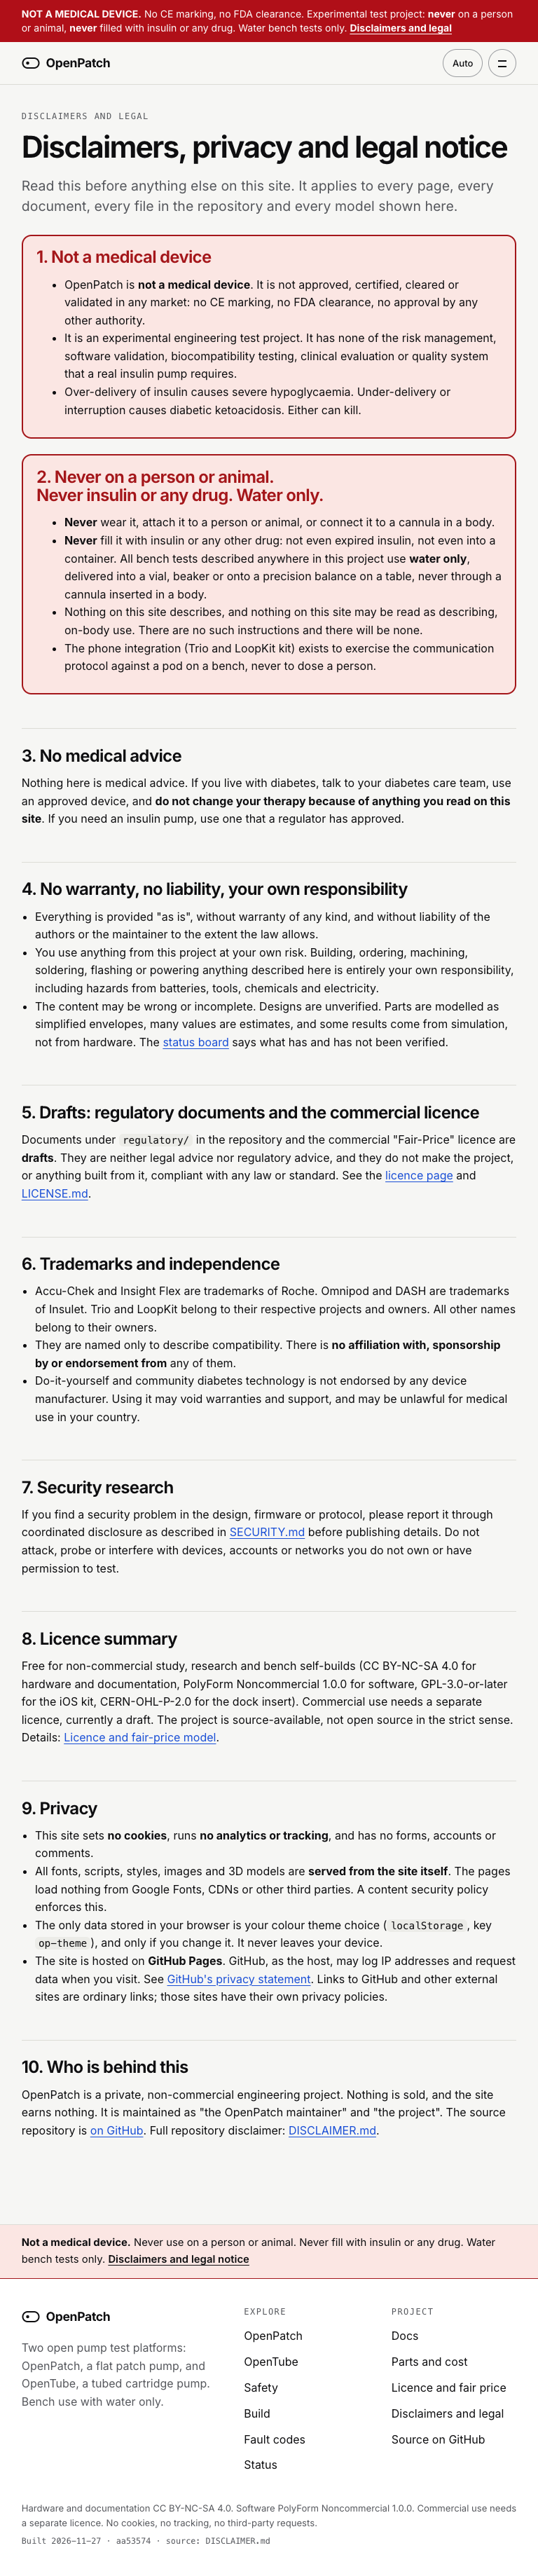 NOT A MEDICAL DEVICE. No CE marking, no FDA clearance. Experimental test project: never on a person
or animal, never filled with insulin or any drug. Water bench tests only. Disclaimers and legal
OpenPatch
Auto
DISCLAIMERS AND LEGAL
Disclaimers, privacy and legal notice
Read this before anything else on this site. It applies to every page, every
document, every file in the repository and every model shown here.
1. Not a medical device
• OpenPatch is not a medical device. It is not approved, certified, cleared or
validated in any market: no CE marking, no FDA clearance, no approval by any
other authority.
• It is an experimental engineering test project. It has none of the risk management,
software validation, biocompatibility testing, clinical evaluation or quality system
that a real insulin pump requires.
• Over-delivery of insulin causes severe hypoglycaemia. Under-delivery or
interruption causes diabetic ketoacidosis. Either can kill.
2. Never on a person or animal.
Never insulin or any drug. Water only.
• Never wear it, attach it to a person or animal, or connect it to a cannula in a body.
• Never fill it with insulin or any other drug: not even expired insulin, not even into a
container. All bench tests described anywhere in this project use water only,
delivered into a vial, beaker or onto a precision balance on a table, never through a
cannula inserted in a body.
• Nothing on this site describes, and nothing on this site may be read as describing,
on-body use. There are no such instructions and there will be none.
• The phone integration (Trio and LoopKit kit) exists to exercise the communication
protocol against a pod on a bench, never to dose a person.
3. No medical advice
Nothing here is medical advice. If you live with diabetes, talk to your diabetes care team, use
an approved device, and do not change your therapy because of anything you read on this
site. If you need an insulin pump, use one that a regulator has approved.
4. No warranty, no liability, your own responsibility
• Everything is provided "as is", without warranty of any kind, and without liability of the
authors or the maintainer to the extent the law allows.
• You use anything from this project at your own risk. Building, ordering, machining,
soldering, flashing or powering anything described here is entirely your own responsibility,
including hazards from batteries, tools, chemicals and electricity.
• The content may be wrong or incomplete. Designs are unverified. Parts are modelled as
simplified envelopes, many values are estimates, and some results come from simulation,
not from hardware. The status board says what has and has not been verified.
5. Drafts: regulatory documents and the commercial licence
Documents under regulatory/ in the repository and the commercial "Fair-Price" licence are
drafts. They are neither legal advice nor regulatory advice, and they do not make the project,
or anything built from it, compliant with any law or standard. See the licence page and
LICENSE.md.
6. Trademarks and independence
• Accu-Chek and Insight Flex are trademarks of Roche. Omnipod and DASH are trademarks
of Insulet. Trio and LoopKit belong to their respective projects and owners. All other names
belong to their owners.
• They are named only to describe compatibility. There is no affiliation with, sponsorship
by or endorsement from any of them.
• Do-it-yourself and community diabetes technology is not endorsed by any device
manufacturer. Using it may void warranties and support, and may be unlawful for medical
use in your country.
7. Security research
If you find a security problem in the design, firmware or protocol, please report it through
coordinated disclosure as described in SECURITY.md before publishing details. Do not
attack, probe or interfere with devices, accounts or networks you do not own or have
permission to test.
8. Licence summary
Free for non-commercial study, research and bench self-builds (CC BY-NC-SA 4.0 for
hardware and documentation, PolyForm Noncommercial 1.0.0 for software, GPL-3.0-or-later
for the iOS kit, CERN-OHL-P-2.0 for the dock insert). Commercial use needs a separate
licence, currently a draft. The project is source-available, not open source in the strict sense.
Details: Licence and fair-price model.
9. Privacy
• This site sets no cookies, runs no analytics or tracking, and has no forms, accounts or
comments.
• All fonts, scripts, styles, images and 3D models are served from the site itself. The pages
load nothing from Google Fonts, CDNs or other third parties. A content security policy
enforces this.
• The only data stored in your browser is your colour theme choice ( localStorage , key
op-theme ), and only if you change it. It never leaves your device.
• The site is hosted on GitHub Pages. GitHub, as the host, may log IP addresses and request
data when you visit. See GitHub's privacy statement. Links to GitHub and other external
sites are ordinary links; those sites have their own privacy policies.
10. Who is behind this
OpenPatch is a private, non-commercial engineering project. Nothing is sold, and the site
earns nothing. It is maintained as "the OpenPatch maintainer" and "the project". The source
repository is on GitHub. Full repository disclaimer: DISCLAIMER.md.
Not a medical device. Never use on a person or animal. Never fill with insulin or any drug. Water
bench tests only. Disclaimers and legal notice
OpenPatch
Two open pump test platforms:
OpenPatch, a flat patch pump, and
OpenTube, a tubed cartridge pump.
Bench use with water only.
EXPLORE
OpenPatch
OpenTube
Safety
Build
Fault codes
Status
PROJECT
Docs
Parts and cost
Licence and fair price
Disclaimers and legal
Source on GitHub
Hardware and documentation CC BY-NC-SA 4.0. Software PolyForm Noncommercial 1.0.0. Commercial use needs
a separate licence. No cookies, no tracking, no third-party requests.
Built 2026-11-27 · aa53574 · source: DISCLAIMER.md